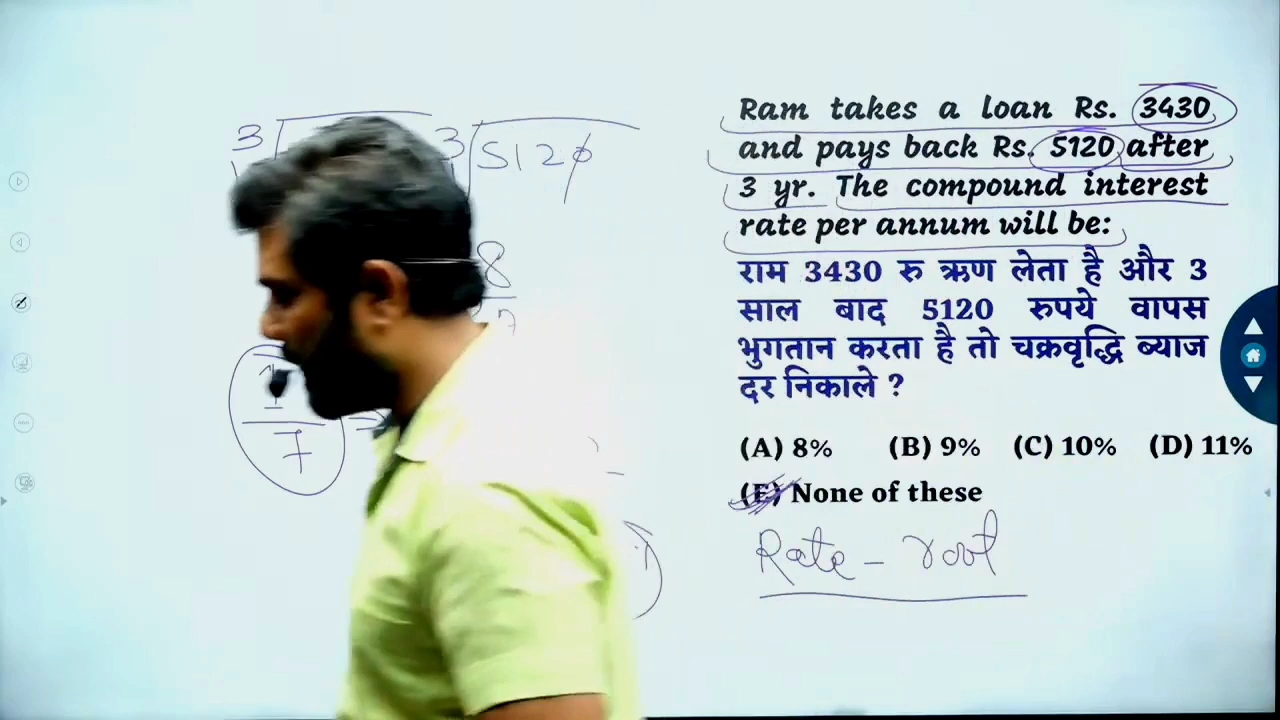 Ram takes a loan Rs. 3430
and pays back Rs. 5120 after
3 yr. The compound interest
rate per annum will be:
राम 3430 रु ऋण लेता है और 3
साल बाद 5120 रुपये वापस
भुगतान करता है तो चक्रवृद्धि ब्याज
दर निकाले ?
(A) 8% (B) 9% (C) 10% (D) 11%
(E) None of these
Rate - root
3 3 5120
8
7
1
7